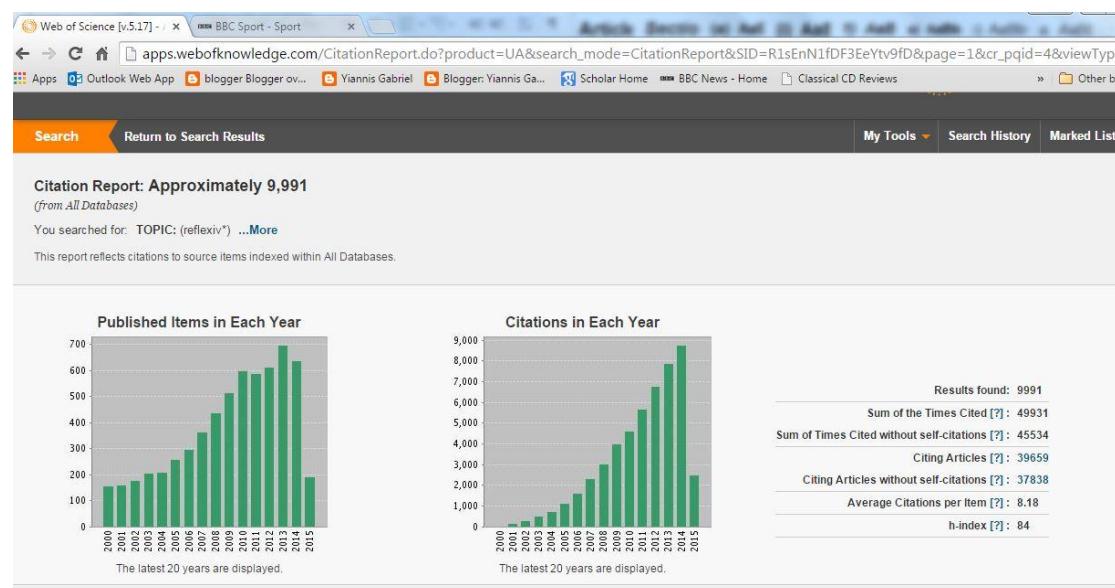 Web of Science [v.5.17] - BBC Sport - Sport
apps.webofknowledge.com/CitationReport.do?product=UA&search_mode=CitationReport&SID=R1sEnN1fDF3EeYtv9fD&page=1&cr_pqid=4&viewTyp
Apps Outlook Web App blogger Blogger ov... Yiannis Gabriel Blogger: Yiannis Ga... Scholar Home BBC News - Home Classical CD Reviews » Other b
Search Return to Search Results My Tools Search History Marked List
Citation Report: Approximately 9,991
(from All Databases)
You searched for: TOPIC: (reflexiv*) ...More
This report reflects citations to source items indexed within All Databases.
Published Items in Each Year
700
600
500
400
300
200
100
0
2000 2001 2002 2003 2004 2005 2006 2007 2008 2009 2010 2011 2012 2013 2014 2015
The latest 20 years are displayed.
Citations in Each Year
9,000
8,000
7,000
6,000
5,000
4,000
3,000
2,000
1,000
0
2000 2001 2002 2003 2004 2005 2006 2007 2008 2009 2010 2011 2012 2013 2014 2015
The latest 20 years are displayed.
Results found: 9991
Sum of the Times Cited [?] : 49931
Sum of Times Cited without self-citations [?] : 45534
Citing Articles [?] : 39659
Citing Articles without self-citations [?] : 37838
Average Citations per Item [?] : 8.18
h-index [?] : 84